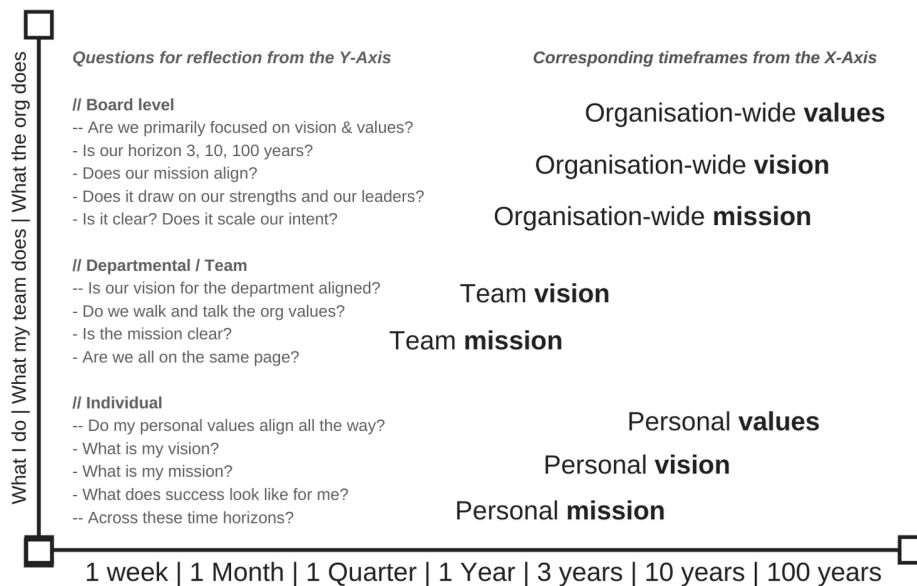 What I do | What my team does | What the org does
Questions for reflection from the Y-Axis
Corresponding timeframes from the X-Axis
// Board level
-- Are we primarily focused on vision & values?
- Is our horizon 3, 10, 100 years?
- Does our mission align?
- Does it draw on our strengths and our leaders?
- Is it clear? Does it scale our intent?
Organisation-wide values
Organisation-wide vision
Organisation-wide mission
// Departmental / Team
-- Is our vision for the department aligned?
- Do we walk and talk the org values?
- Is the mission clear?
- Are we all on the same page?
Team vision
Team mission
// Individual
-- Do my personal values align all the way?
- What is my vision?
- What is my mission?
- What does success look like for me?
-- Across these time horizons?
Personal values
Personal vision
Personal mission
1 week | 1 Month | 1 Quarter | 1 Year | 3 years | 10 years | 100 years